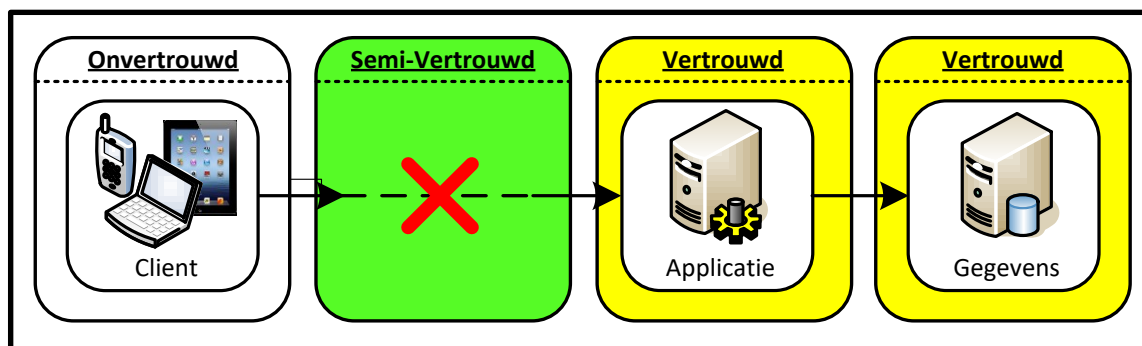 Onvertrouwd
Semi-Vertrouwd
Vertrouwd
Vertrouwd
Client
Applicatie
Gegevens